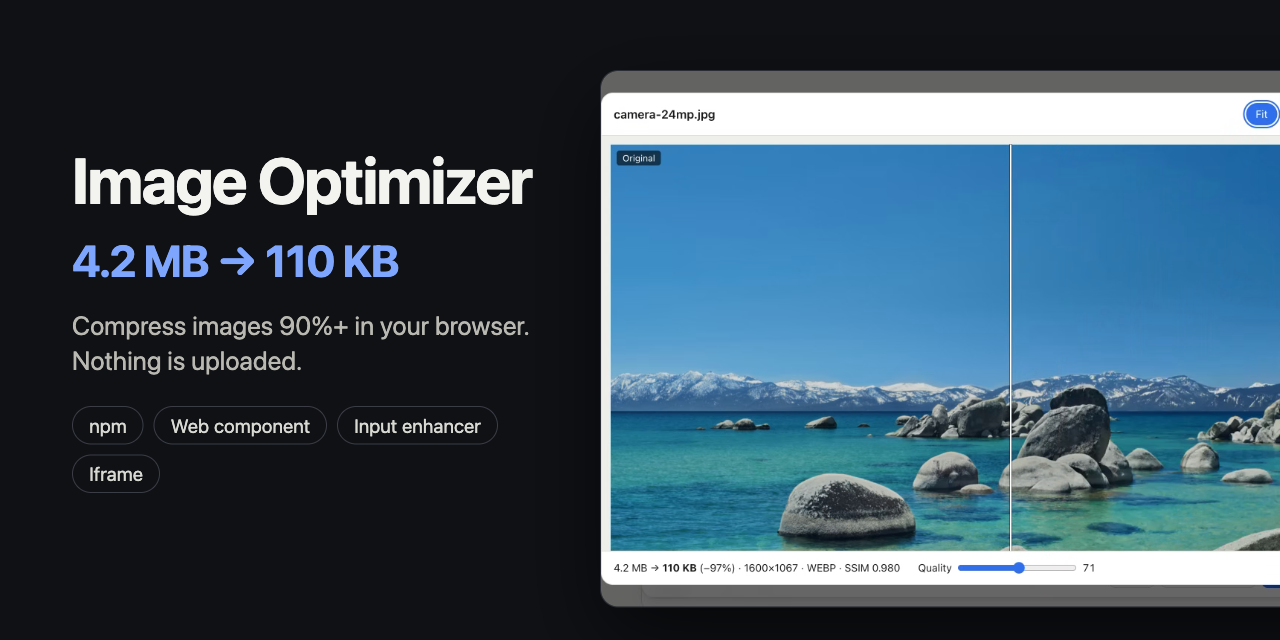 Image Optimizer
4.2 MB → 110 KB
Compress images 90%+ in your browser.
Nothing is uploaded.
npm
Web component
Input enhancer
Iframe
camera-24mp.jpg
Fit
Original
4.2 MB → 110 KB (−97%) · 1600×1067 · WEBP · SSIM 0.980
Quality
71